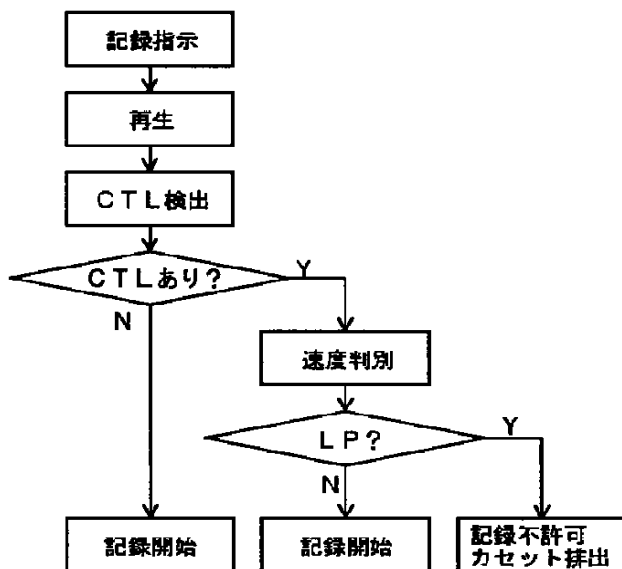 記録指示
再生
CTL検出
CTLあり?
Y
N
速度判別
LP?
Y
N
記録開始
記録開始
記録不許可
カセット排出